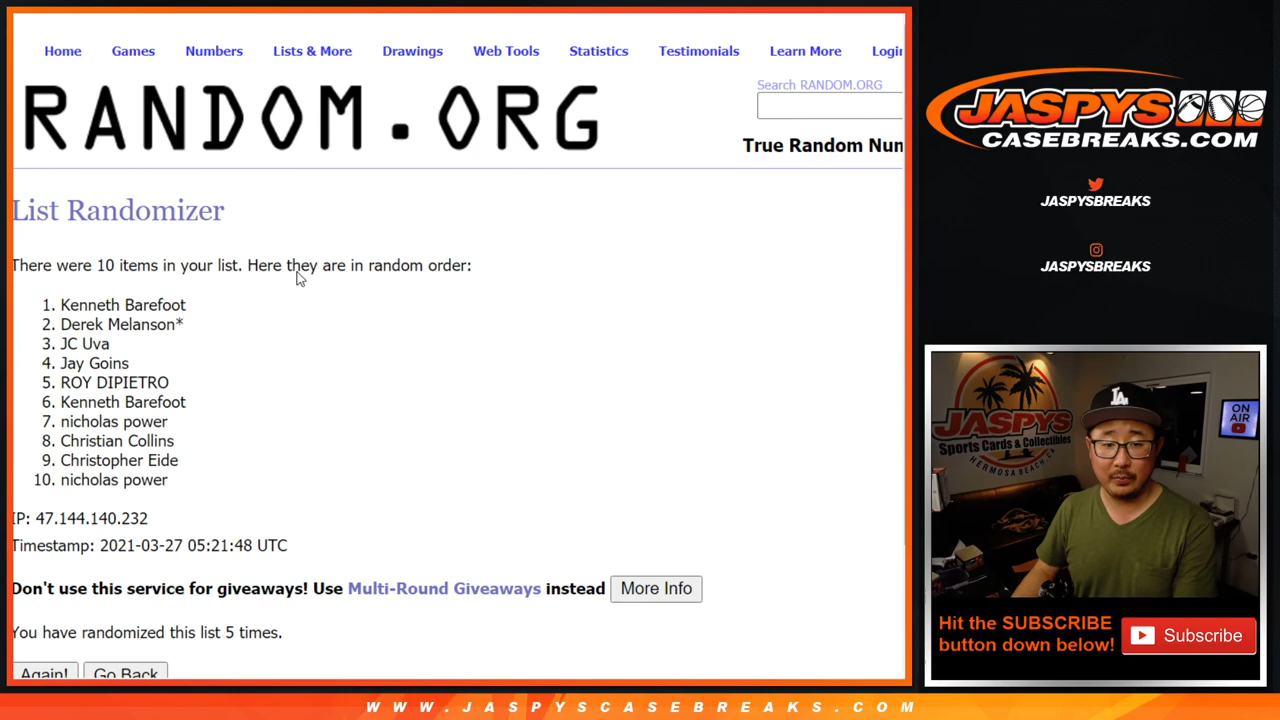 Home Games Numbers Lists & More Drawings Web Tools Statistics Testimonials Learn More Login
Search RANDOM.ORG
RANDOM.ORG
True Random Num
List Randomizer
There were 10 items in your list. Here they are in random order:
1. Kenneth Barefoot
2. Derek Melanson*
3. JC Uva
4. Jay Goins
5. ROY DIPIETRO
6. Kenneth Barefoot
7. nicholas power
8. Christian Collins
9. Christopher Eide
10. nicholas power
IP: 47.144.140.232
Timestamp: 2021-03-27 05:21:48 UTC
Don't use this service for giveaways! Use Multi-Round Giveaways instead More Info
You have randomized this list 5 times.
Again! Go Back
JASPYS
CASEBREAKS.COM
JASPYSBREAKS
JASPYSBREAKS
JASPYS
Sports Cards & Collectibles
HERMOSA BEACH, CA
LA
ON
AIR
Hit the SUBSCRIBE
button down below!
Subscribe
WWW.JASPYSCASEBREAKS.COM